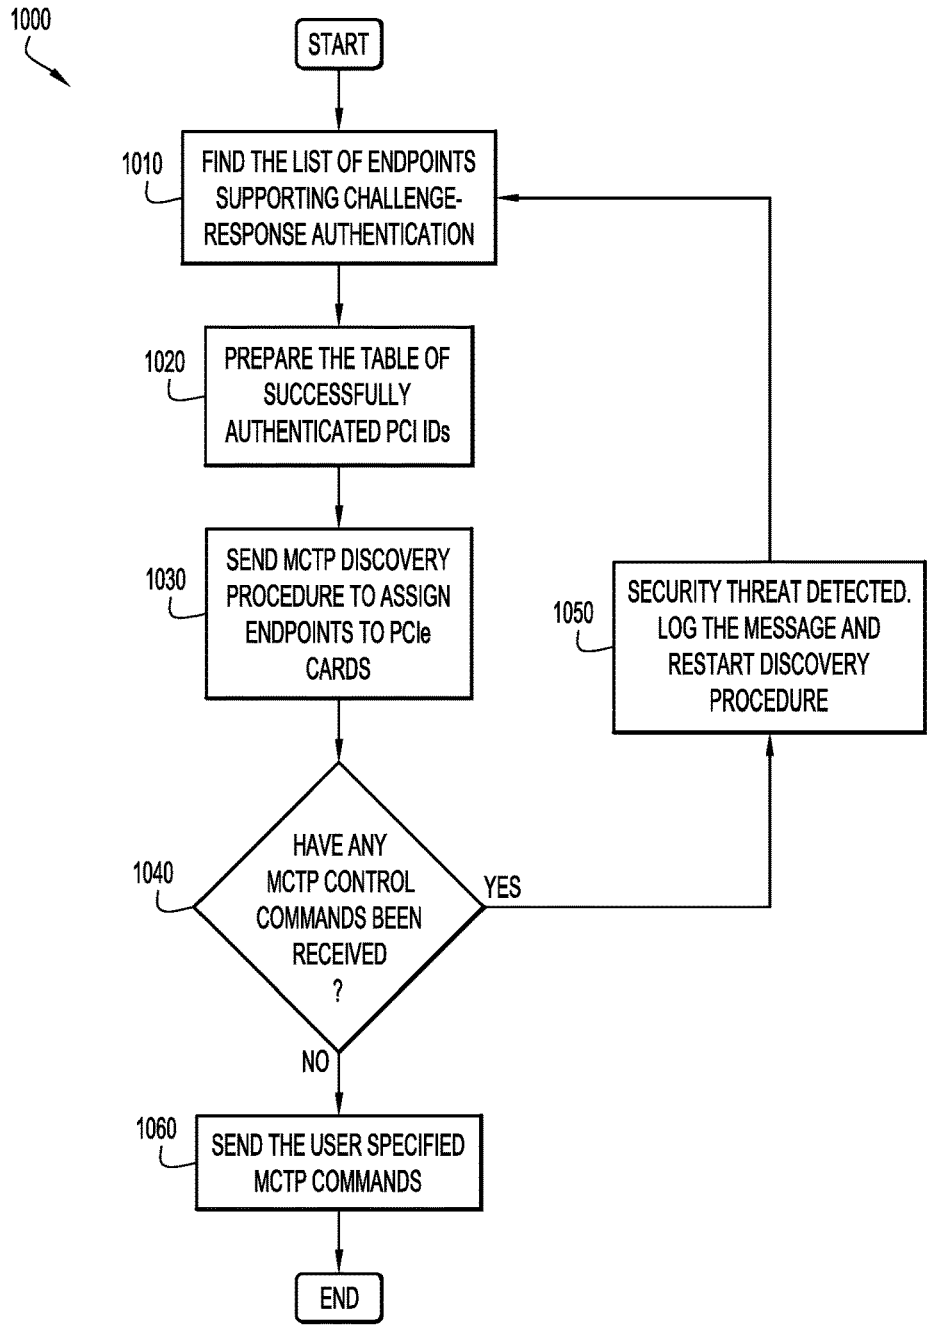 1000
START
1010
FIND THE LIST OF ENDPOINTS
SUPPORTING CHALLENGE-
RESPONSE AUTHENTICATION
1020
PREPARE THE TABLE OF
SUCCESSFULLY
AUTHENTICATED PCI IDs
1030
SEND MCTP DISCOVERY
PROCEDURE TO ASSIGN
ENDPOINTS TO PCIe
CARDS
1050
SECURITY THREAT DETECTED.
LOG THE MESSAGE AND
RESTART DISCOVERY
PROCEDURE
1040
HAVE ANY
MCTP CONTROL
COMMANDS BEEN
RECEIVED
?
YES
NO
1060
SEND THE USER SPECIFIED
MCTP COMMANDS
END